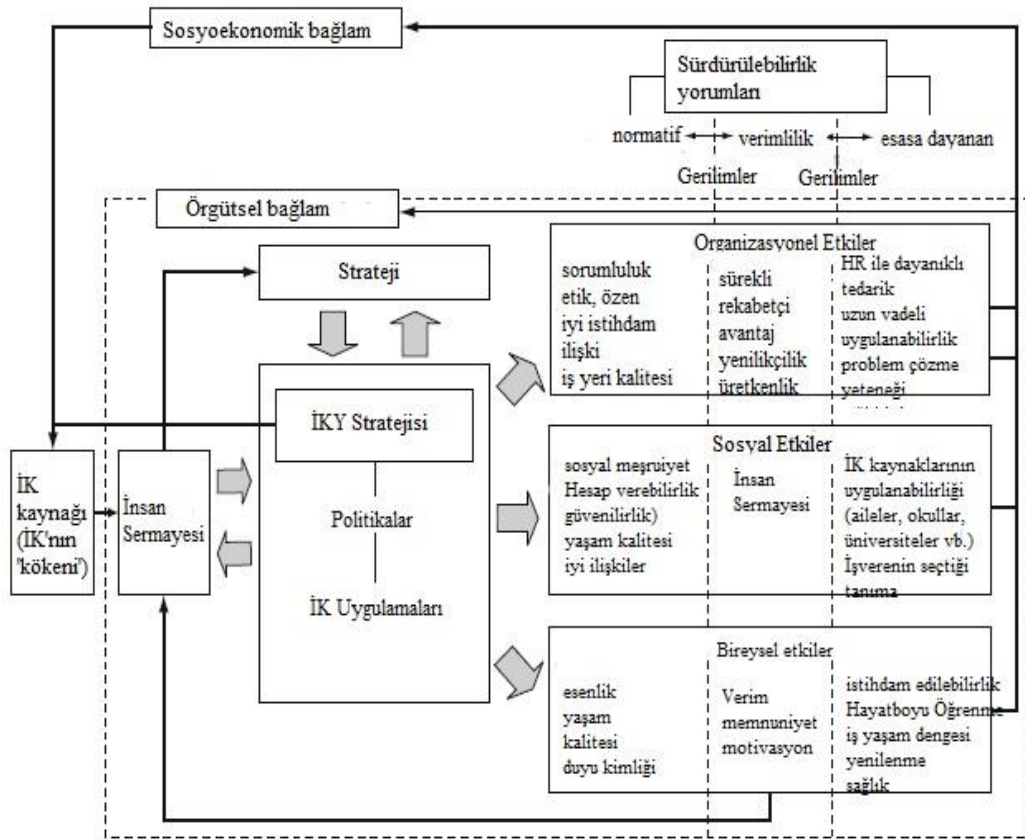 Sosyoekonomik bağlam
Sürdürülebilirlik
yorumları
normatif
verimlilik
esasa dayanan
Gerilimler
Gerilimler
Örgütsel bağlam
Strateji
İKY Stratejisi
Politikalar
İK Uygulamaları
İK
kaynağı
(İK'nın
'kökeni')
İnsan
Sermayesi
Organizasyonel Etkiler
sorumluluk
etik, özen
iyi istihdam
ilişki
iş yeri kalitesi
sürekli
rekabetçi
avantaj
yenilikçilik
üretkenlik
HR ile dayanıklı
tedarik
uzun vadeli
uygulanabilirlik
problem çözme
yeteneği
Sosyal Etkiler
sosyal meşruiyet
Hesap verebilirlik
güvenilirlik)
yaşam kalitesi
iyi ilişkiler
İnsan
Sermayesi
İK kaynaklarının
uygulanabilirliği
(aileler, okullar,
üniversiteler vb.)
İşverenin seçtiği
tanıma
Bireysel etkiler
esenlik
yaşam
kalitesi
duyu kimliği
Verim
memnuniyet
motivasyon
istihdam edilebilirlik
Hayatboyu Öğrenme
iş yaşam dengesi
yenilenme
sağlık